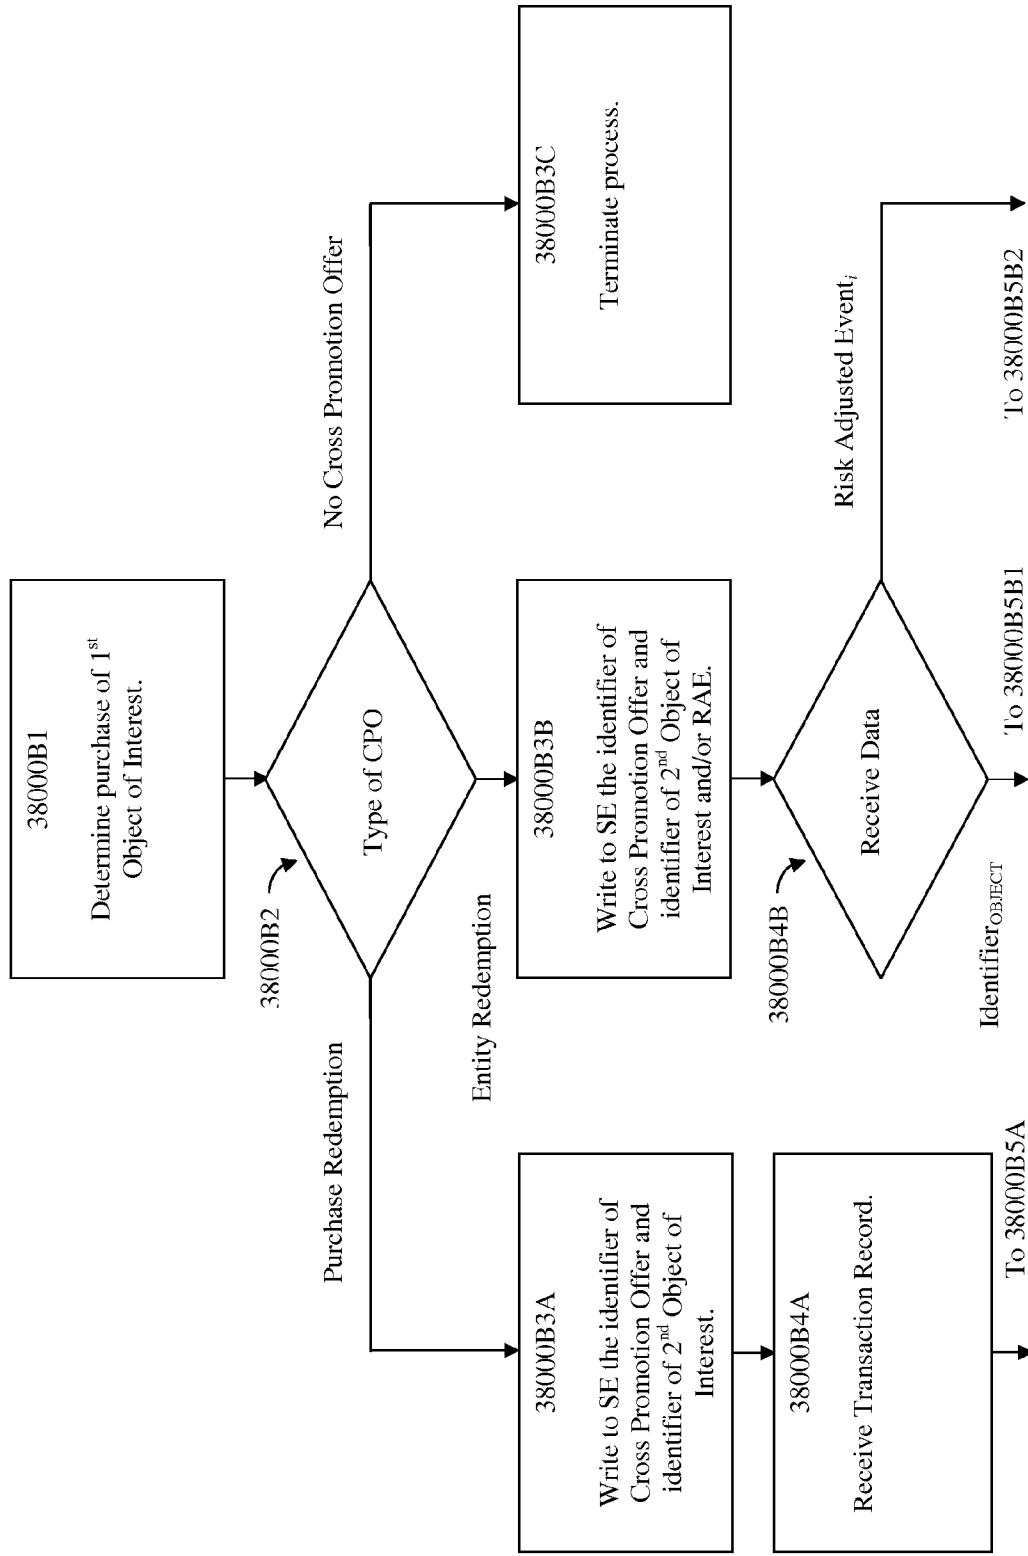 38000B1
Determine purchase of 1st
Object of Interest.
38000B2
Type of CPO
Purchase Redemption
Entity Redemption
No Cross Promotion Offer
38000B3A
Write to SE the identifier of
Cross Promotion Offer and
identifier of 2nd Object of
Interest.
38000B3B
Write to SE the identifier of
Cross Promotion Offer and
identifier of 2nd Object of
Interest and/or RAE.
38000B3C
Terminate process.
38000B4A
Receive Transaction Record.
38000B4B
Receive Data
Risk Adjusted Eventi
IdentifierOBJECT
To 38000B5A
To 38000B5B1
To 38000B5B2